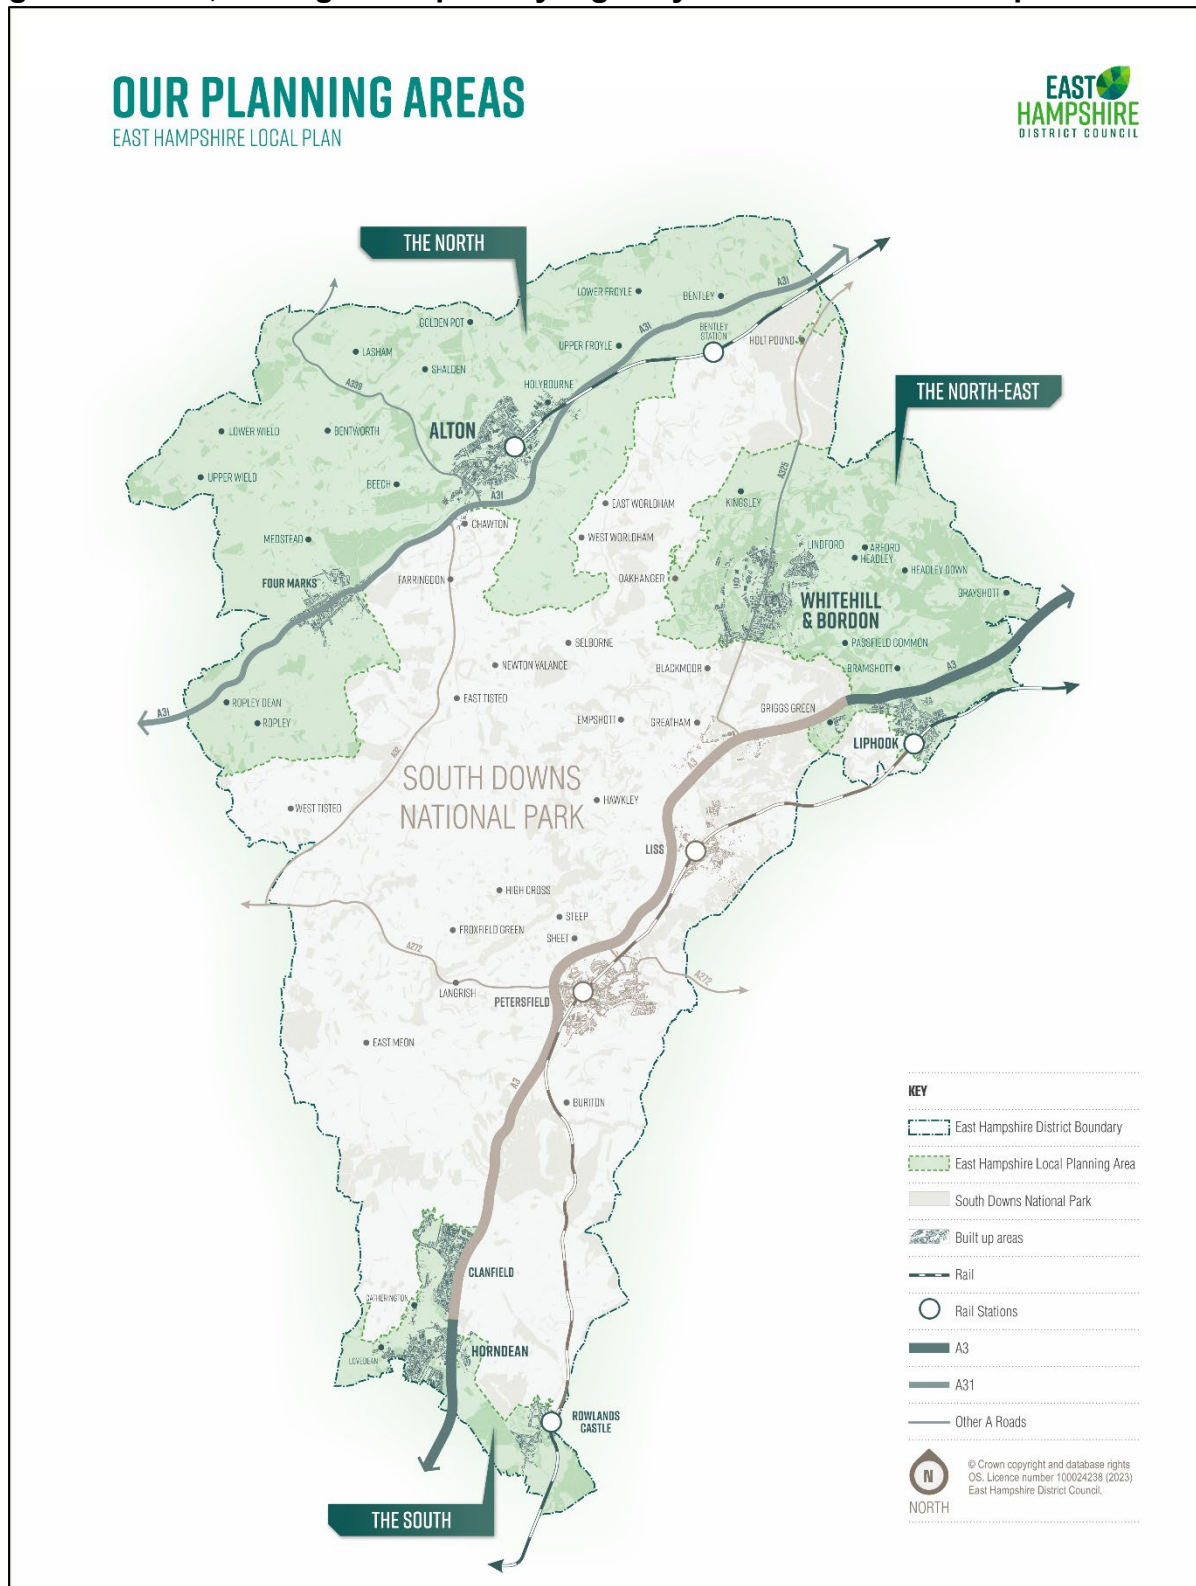 OUR PLANNING AREAS
EAST HAMPSHIRE LOCAL PLAN
EAST
HAMPSHIRE
DISTRICT COUNCIL
THE NORTH
LOWER FROYLE
BENTLEY
A31
GOLDEN POT
A31
BENTLEY
STATION
HOLT POUND
UPPER FROYLE
LASHAM
SHALDEN
A339
HOLYBOURNE
THE NORTH-EAST
LOWER WIELD
BENTWORTH
ALTON
UPPER WIELD
BEECH
A31
A325
KINGSLEY
EAST WORLDHAM
CHAWTON
WEST WORLDHAM
MEDSTEAD
LINDFORD
ARFORD
HEADLEY
HEADLEY DOWN
FOUR MARKS
FARRINGDON
OAKHANGER
GRAYSHOTT
WHITEHILL
& BORDON
SELBORNE
PASSFIELD COMMON
NEWTON VALANCE
BLACKMOOR
BRAMSHOTT
A3
ROPLEY DEAN
EAST TISTED
GRIGGS GREEN
A31
ROPLEY
EMPSHOTT
GREATHAM
LIPHOOK
A32
A3
SOUTH DOWNS
NATIONAL PARK
WEST TISTED
HAWKLEY
LISS
HIGH CROSS
STEEP
FROXFIELD GREEN
SHEET
A272
A272
LANGRISH
PETERSFIELD
EAST MEON
A3
BURITON
KEY
East Hampshire District Boundary
East Hampshire Local Planning Area
South Downs National Park
Built up areas
Rail
Rail Stations
A3
A31
Other A Roads
CLANFIELD
CATHERINGTON
LOVEDEAN
HORNDEAN
ROWLANDS
CASTLE
THE SOUTH
N
NORTH
© Crown copyright and database rights
OS. Licence number 100024238 (2023)
East Hampshire District Council.